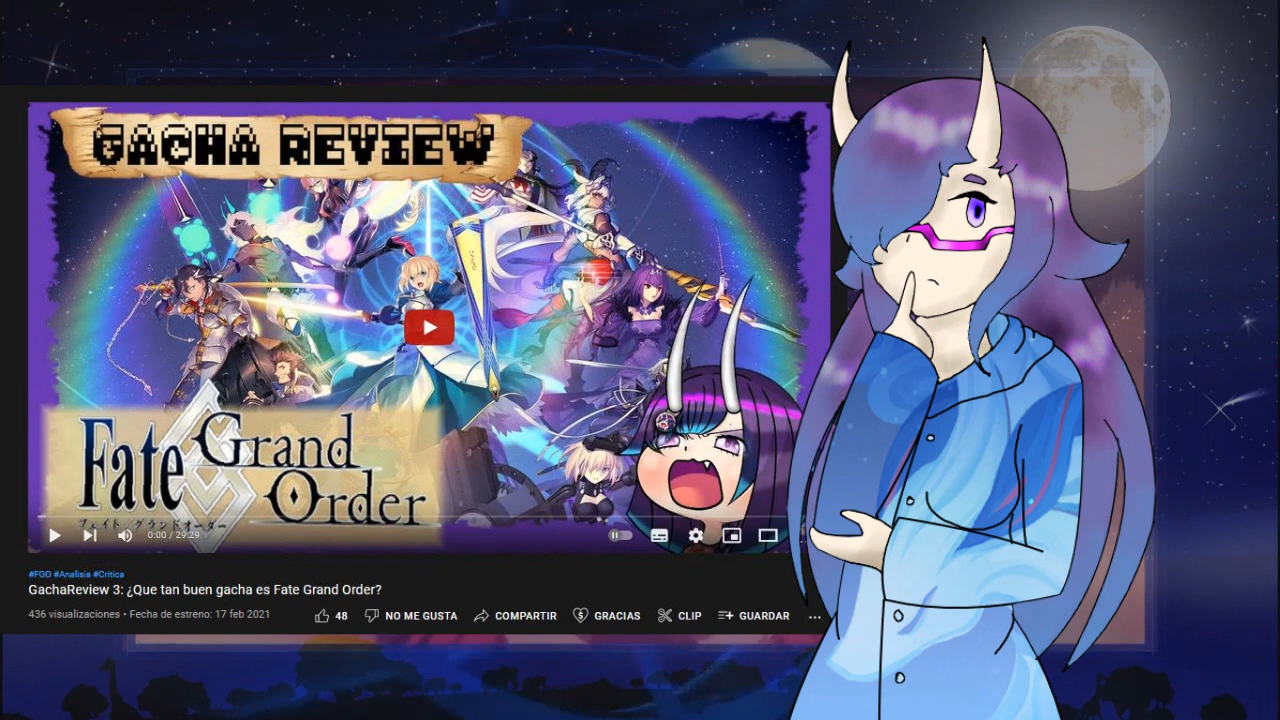 GACHA REVIEW
Fate
Grand
Order
フェイト グランドオーダー
0:00 / 29:29
#FGO #Analisis #Critica
GachaReview 3: ¿Que tan buen gacha es Fate Grand Order?
436 visualizaciones • Fecha de estreno: 17 feb 2021
48 NO ME GUSTA COMPARTIR GRACIAS CLIP GUARDAR ...